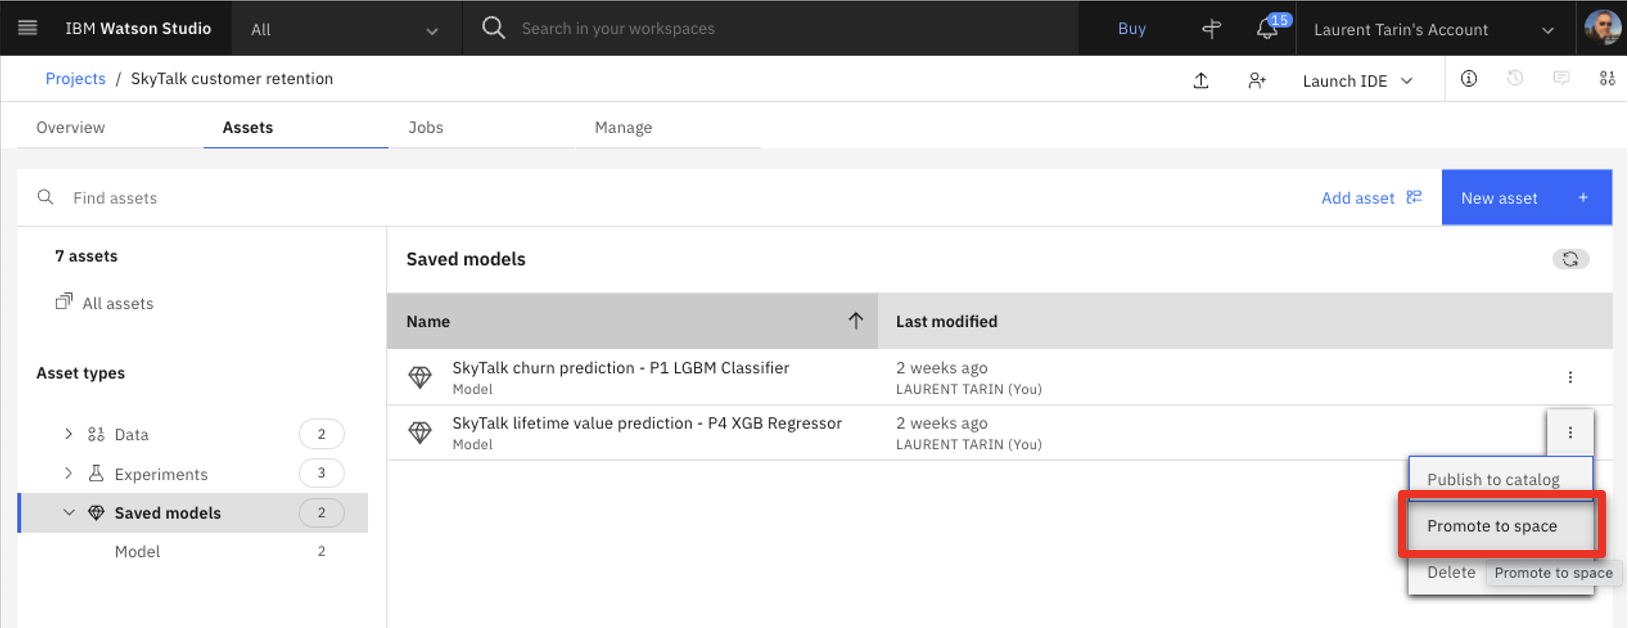 IBM Watson Studio
All
Search in your workspaces
Buy
15
Laurent Tarin's Account
Projects / SkyTalk customer retention
Launch IDE
Overview
Assets
Jobs
Manage
Find assets
Add asset
New asset +
7 assets
All assets
Asset types
Data 2
Experiments 3
Saved models 2
Model 2
Saved models
Name
Last modified
SkyTalk churn prediction - P1 LGBM Classifier
Model
2 weeks ago
LAURENT TARIN (You)
SkyTalk lifetime value prediction - P4 XGB Regressor
Model
2 weeks ago
LAURENT TARIN (You)
Publish to catalog
Promote to space
Delete
Promote to space